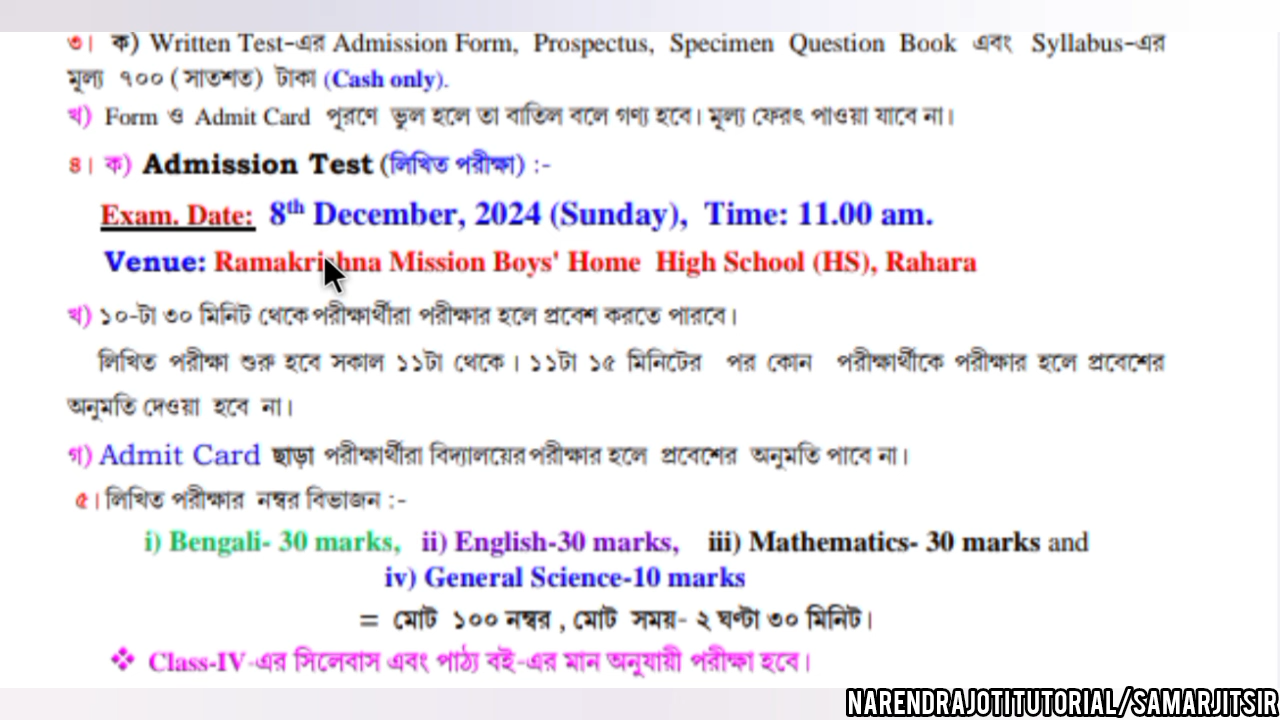 ৩। ক) Written Test-এর Admission Form, Prospectus, Specimen Question Book এবং Syllabus-এর
মূল্য ৭০০ (সাতশত) টাকা (Cash only).
খ) Form ও Admit Card পূরণে ভুল হলে তা বাতিল বলে গণ্য হবে। মূল্য ফেরৎ পাওয়া যাবে না।
৪। ক) Admission Test (লিখিত পরীক্ষা) :-
Exam. Date: 8th December, 2024 (Sunday), Time: 11.00 am.
Venue: Ramakrishna Mission Boys' Home High School (HS), Rahara
খ) ১০-টা ৩০ মিনিট থেকে পরীক্ষার্থীরা পরীক্ষার হলে প্রবেশ করতে পারবে।
লিখিত পরীক্ষা শুরু হবে সকাল ১১টা থেকে। ১১টা ১৫ মিনিটের পর কোন পরীক্ষার্থীকে পরীক্ষার হলে প্রবেশের
অনুমতি দেওয়া হবে না।
গ) Admit Card ছাড়া পরীক্ষার্থীরা বিদ্যালয়ের পরীক্ষার হলে প্রবেশের অনুমতি পাবে না।
৫। লিখিত পরীক্ষার নম্বর বিভাজন :-
i) Bengali- 30 marks, ii) English-30 marks, iii) Mathematics- 30 marks and
iv) General Science-10 marks
= মোট ১০০ নম্বর , মোট সময়- ২ ঘণ্টা ৩০ মিনিট।
❖ Class-IV-এর সিলেবাস এবং পাঠ্য বই-এর মান অনুযায়ী পরীক্ষা হবে।
NARENDRAJOTITUTORIAL/SAMARJITSIR